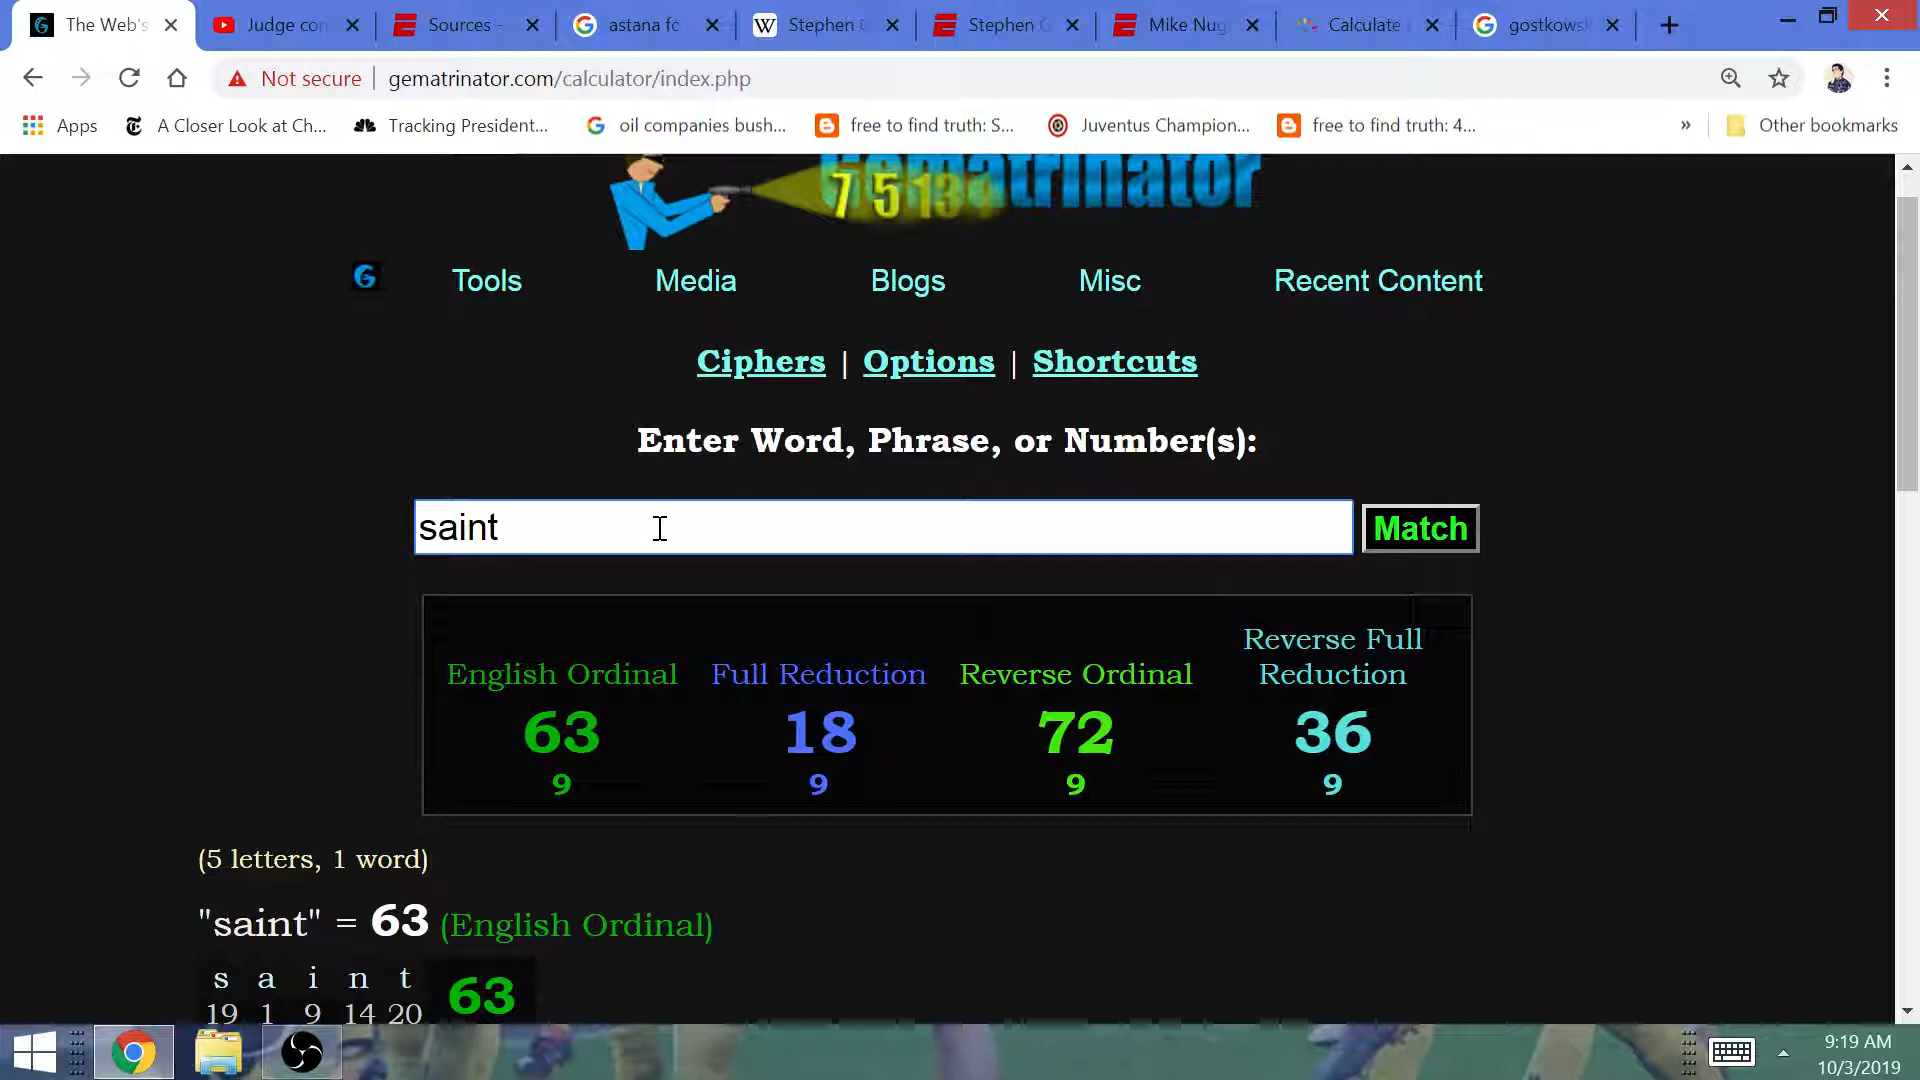 The Web's
Judge con
Sources -
astana fc
Stephen G
Stephen G
Mike Nug
Calculate
gostkows
Not secure
gematrinator.com/calculator/index.php
Apps
A Closer Look at Ch...
Tracking President...
oil companies bush...
free to find truth: S...
Juventus Champion...
free to find truth: 4...
»
Other bookmarks
Gematrinator
7 5 13
G
Tools
Media
Blogs
Misc
Recent Content
Ciphers | Options | Shortcuts
Enter Word, Phrase, or Number(s):
saint
Match
English Ordinal
63
9
Full Reduction
18
9
Reverse Ordinal
72
9
Reverse Full
Reduction
36
9
(5 letters, 1 word)
"saint" = 63 (English Ordinal)
s a i n t
63
19 1 9 14 20
9:19 AM
10/3/2019